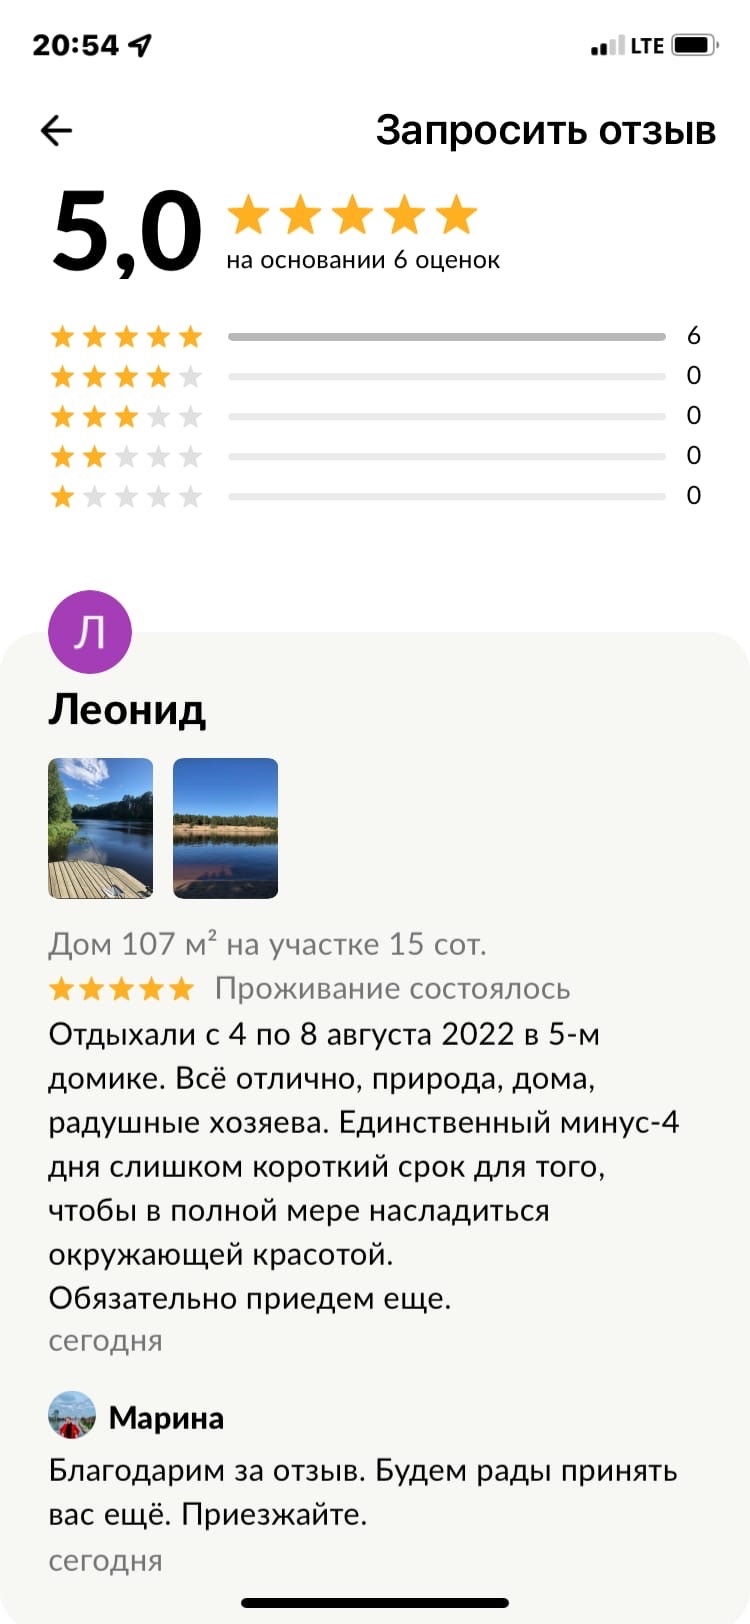 20:54 LTE
Запросить отзыв
5,0
на основании 6 оценок
6
0
0
0
0
Л
Леонид
Дом 107 м² на участке 15 сот.
Проживание состоялось
Отдыхали с 4 по 8 августа 2022 в 5-м
домике. Всё отлично, природа, дома,
радушные хозяева. Единственный минус-4
дня слишком короткий срок для того,
чтобы в полной мере насладиться
окружающей красотой.
Обязательно приедем еще.
сегодня
Марина
Благодарим за отзыв. Будем рады принять
вас ещё. Приезжайте.
сегодня